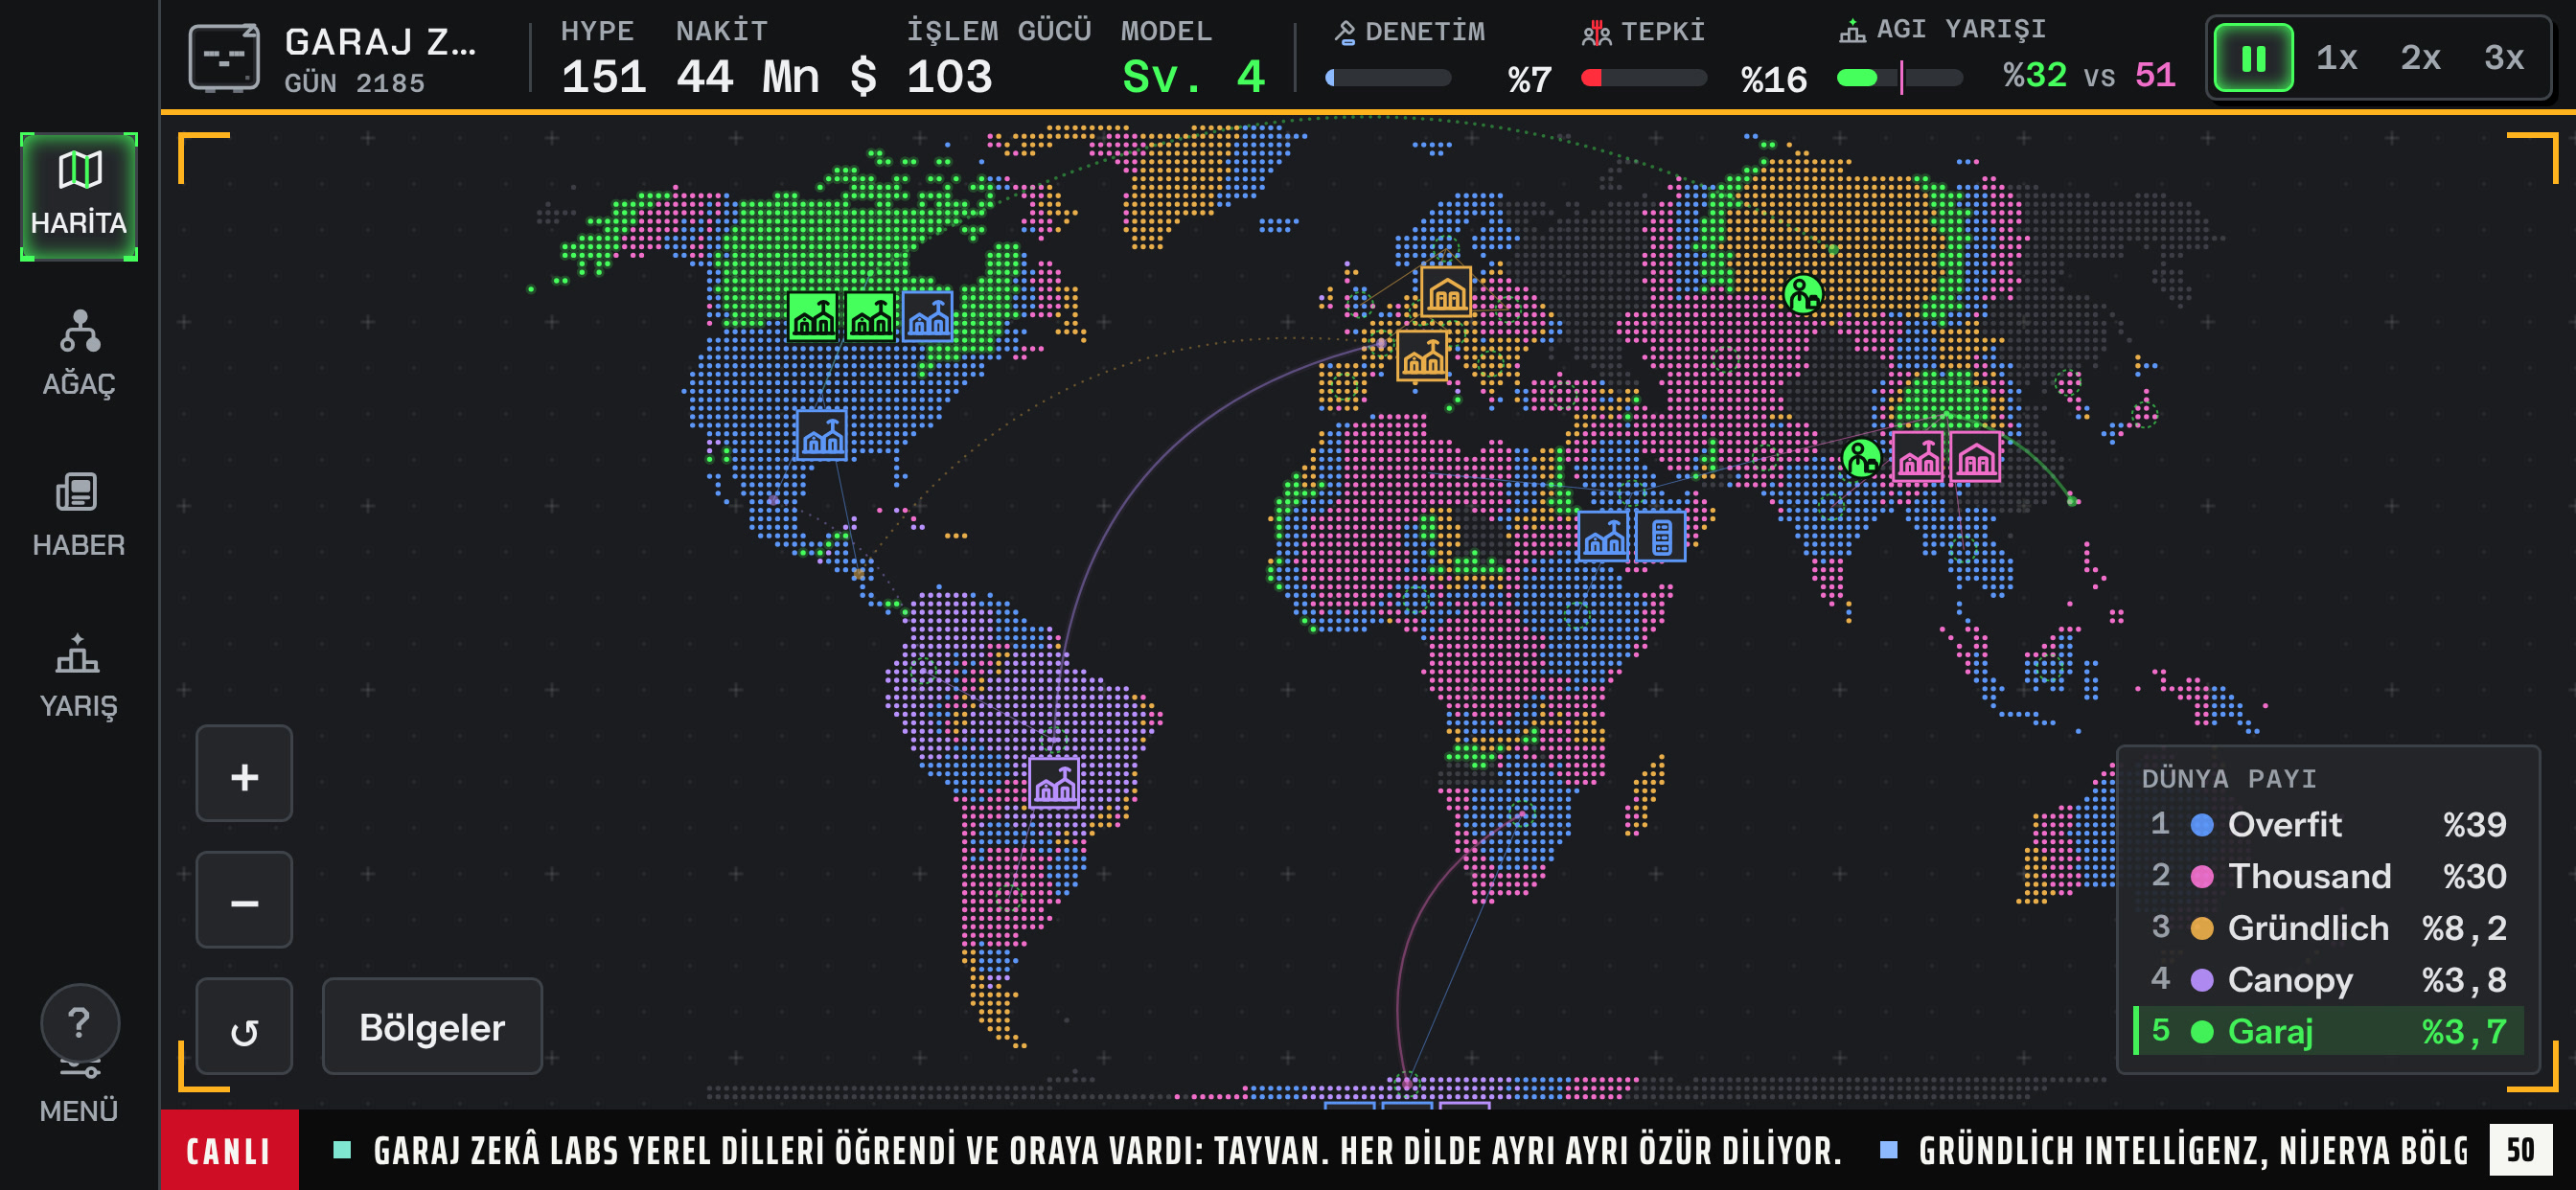 GARAJ Z...
GÜN 2185
HYPE
151
NAKİT
44 Mn $
İŞLEM GÜCÜ
103
MODEL
Sv. 4
DENETİM
%7
TEPKİ
%16
AGI YARIŞI
%32 VS 51
1x
2x
3x
HARİTA
AĞAÇ
HABER
YARIŞ
?
MENÜ
+
−
↺
Bölgeler
DÜNYA PAYI
1 Overfit %39
2 Thousand %30
3 Gründlich %8,2
4 Canopy %3,8
5 Garaj %3,7
CANLI
GARAJ ZEKÂ LABS YEREL DİLLERİ ÖĞRENDİ VE ORAYA VARDI: TAYVAN. HER DİLDE AYRI AYRI ÖZÜR DİLİYOR.
GRÜNDLICH INTELLIGENZ, NİJERYA BÖLG
50